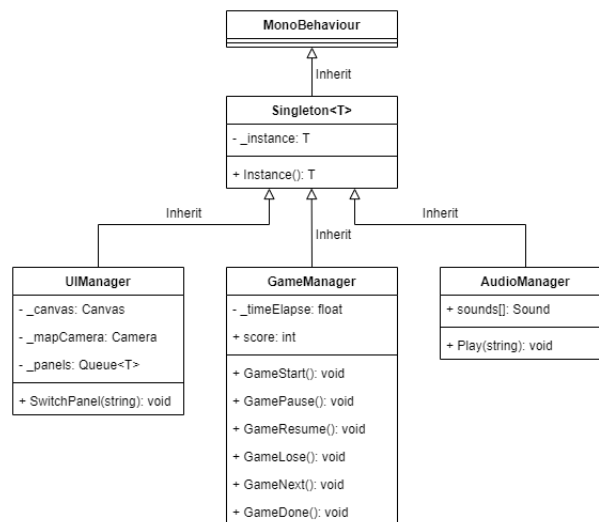 MonoBehaviour
Inherit
Singleton<T>
- _instance: T
+ Instance(): T
Inherit
Inherit
Inherit
UIManager
- _canvas: Canvas
- _mapCamera: Camera
- _panels: Queue<T>
+ SwitchPanel(string): void
GameManager
- _timeElapse: float
+ score: int
+ GameStart(): void
+ GamePause(): void
+ GameResume(): void
+ GameLose(): void
+ GameNext(): void
+ GameDone(): void
AudioManager
+ sounds[]: Sound
+ Play(string): void